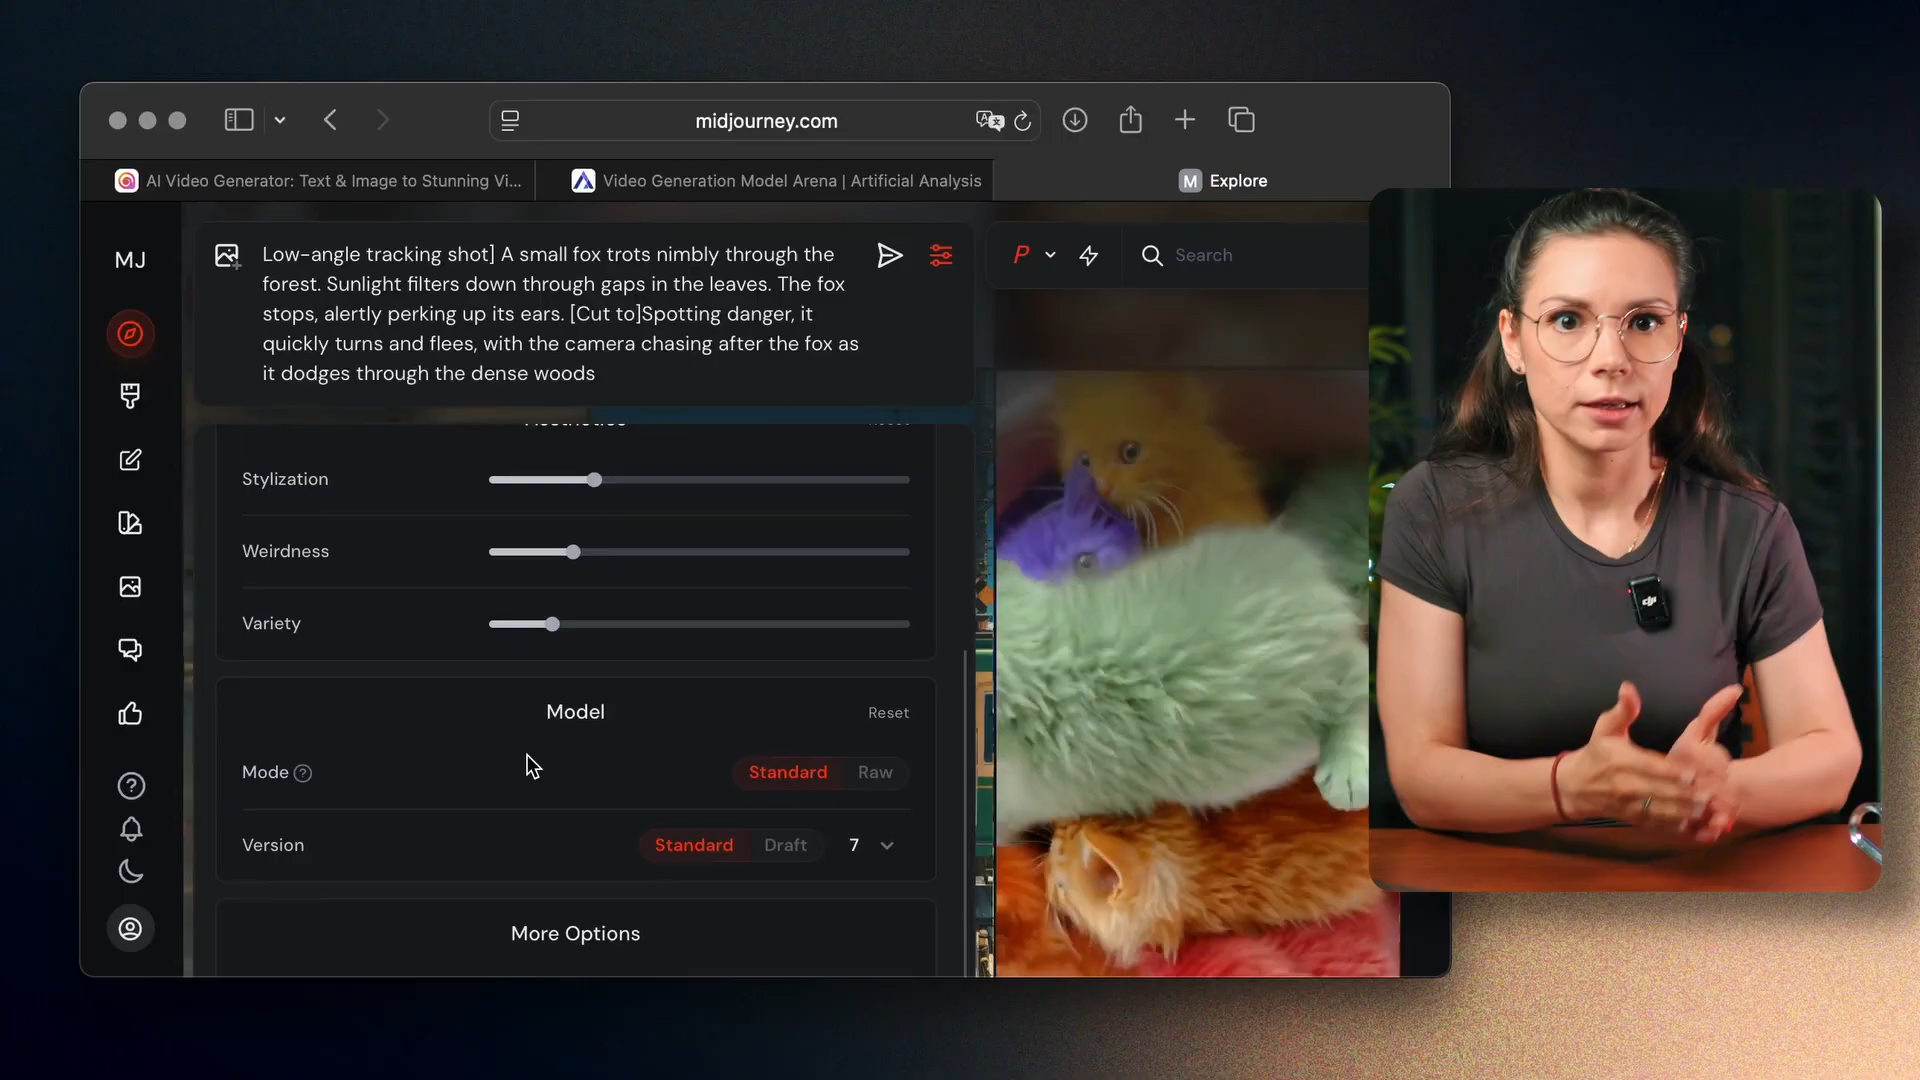 midjourney.com
AI Video Generator: Text & Image to Stunning Vi...
Video Generation Model Arena | Artificial Analysis
M Explore
MJ
Low-angle tracking shot] A small fox trots nimbly through the
forest. Sunlight filters down through gaps in the leaves. The fox
stops, alertly perking up its ears. [Cut to]Spotting danger, it
quickly turns and flees, with the camera chasing after the fox as
it dodges through the dense woods
P
Search
Stylization
Weirdness
Variety
Model
Reset
Mode ?
Standard Raw
Version
Standard Draft 7
More Options
dji